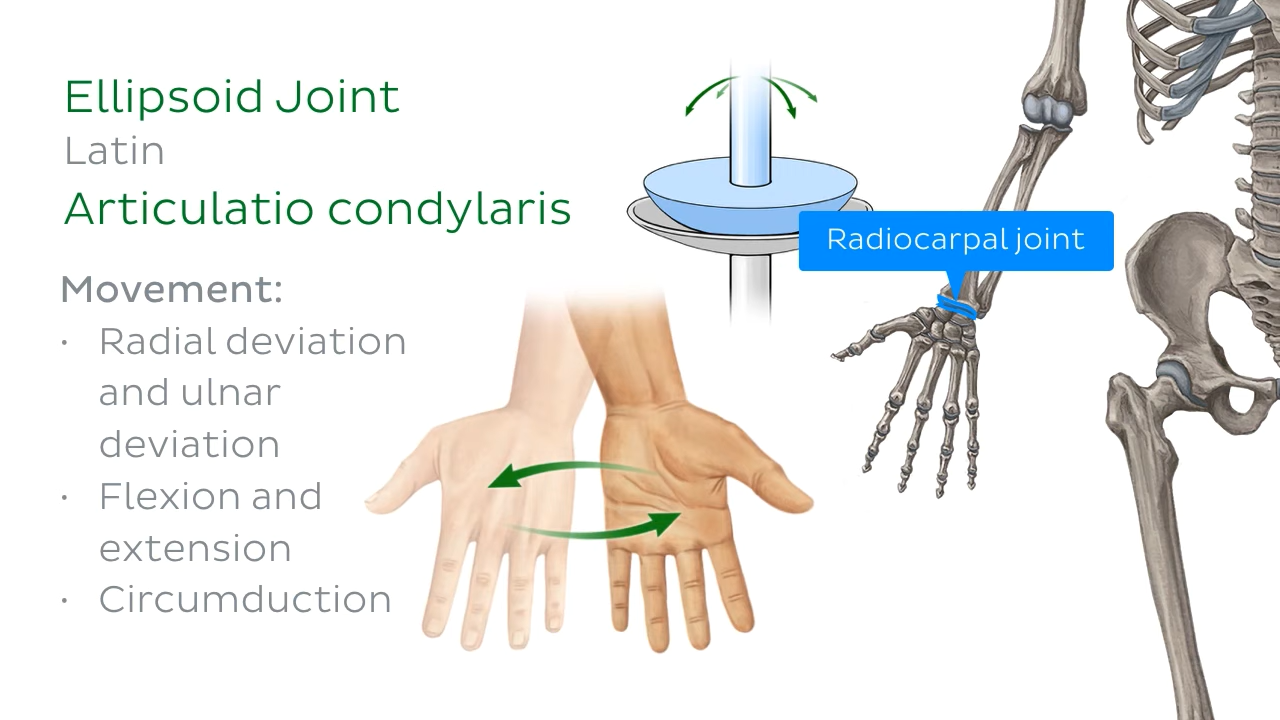 Ellipsoid Joint
Latin
Articulatio condylaris
Radiocarpal joint
Movement:
· Radial deviation
and ulnar
deviation
· Flexion and
extension
· Circumduction